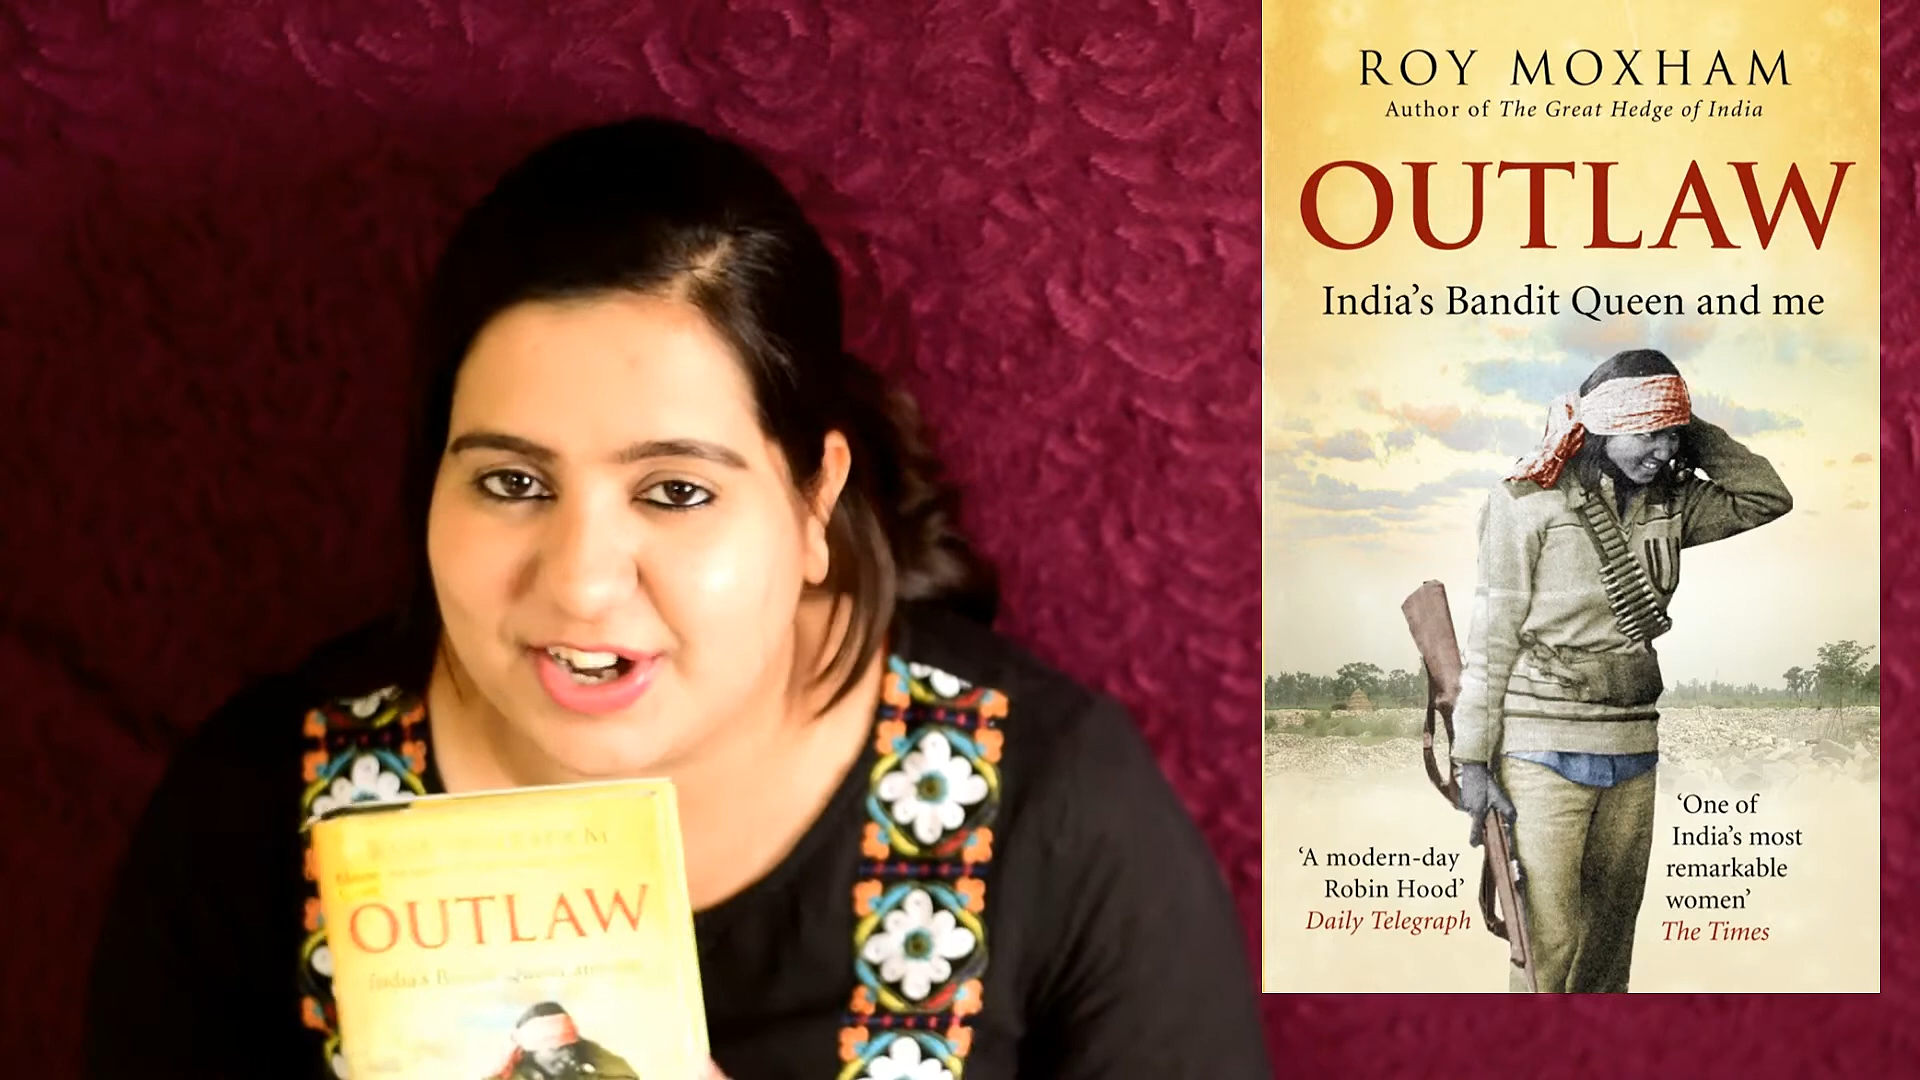 ROY MOXHAM
Author of The Great Hedge of India
OUTLAW
India's Bandit Queen and me
'A modern-day
Robin Hood'
Daily Telegraph
'One of
India's most
remarkable
women'
The Times
OUTLAW
India's